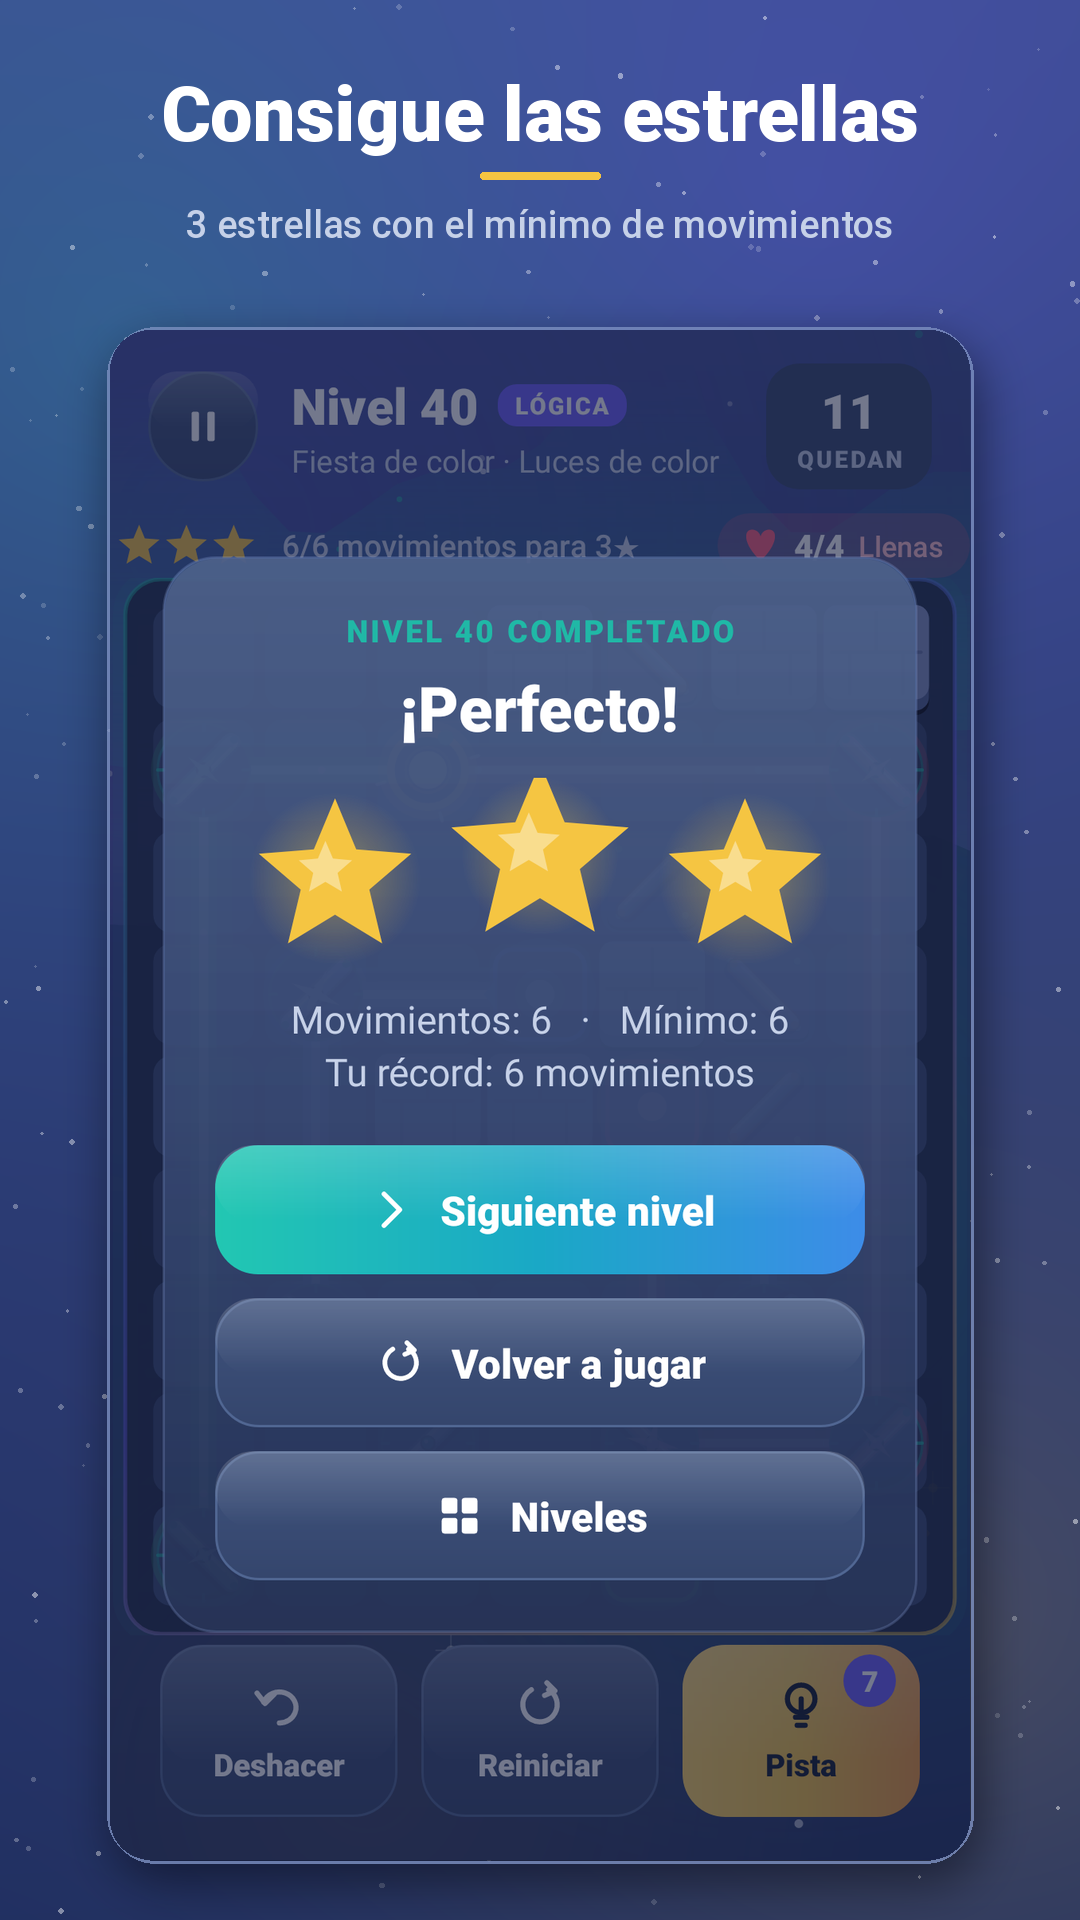 Consigue las estrellas
3 estrellas con el mínimo de movimientos
Nivel 40 LÓGICA
Fiesta de color · Luces de color
11
QUEDAN
6/6 movimientos para 3★
4/4 Llenas
NIVEL 40 COMPLETADO
¡Perfecto!
Movimientos: 6 · Mínimo: 6
Tu récord: 6 movimientos
Siguiente nivel
Volver a jugar
Niveles
Deshacer
Reiniciar
7
Pista